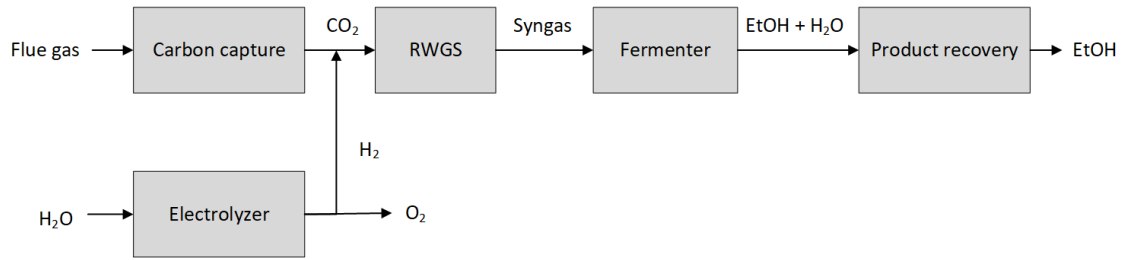 Flue gas
Carbon capture
CO₂
RWGS
Syngas
Fermenter
EtOH + H₂O
Product recovery
EtOH
H₂
H₂O
Electrolyzer
O₂